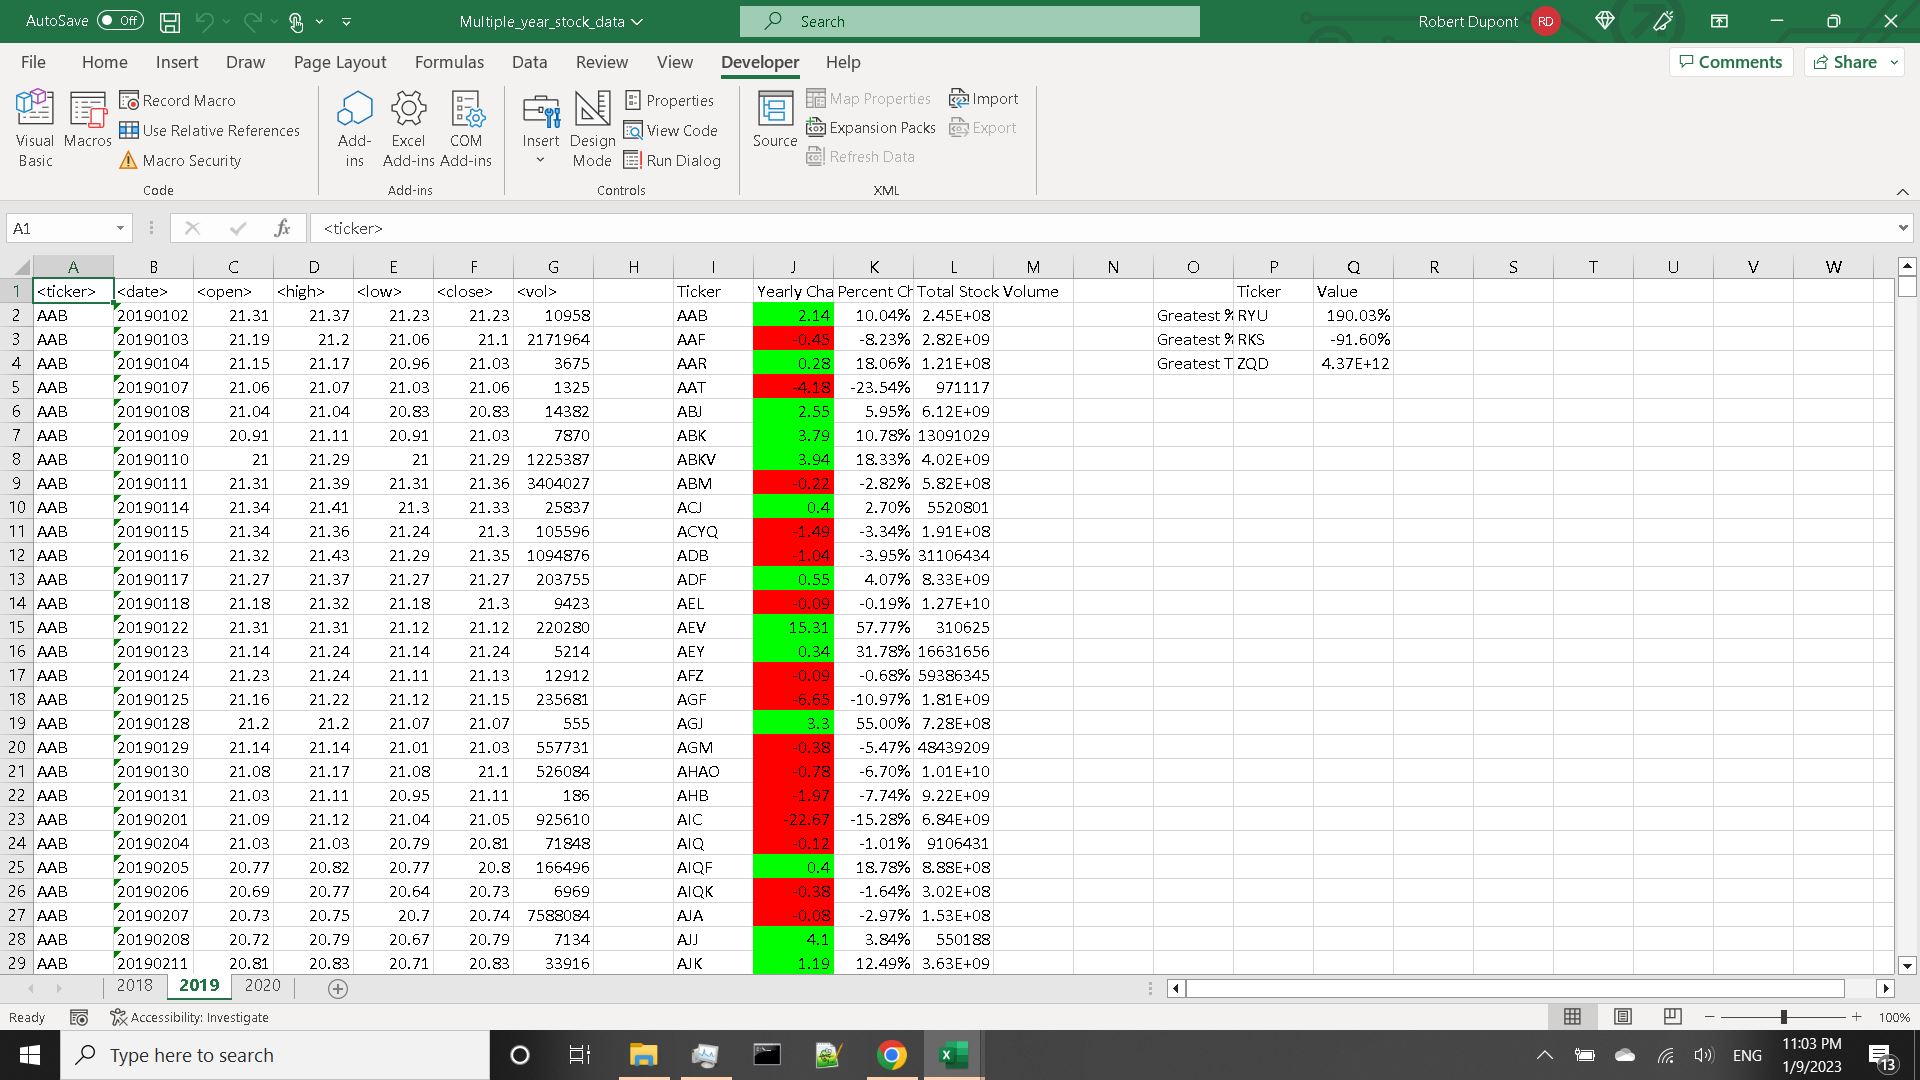 AutoSave Off Multiple_year_stock_data Search Robert Dupont RD
File Home Insert Draw Page Layout Formulas Data Review View Developer Help Comments Share
Visual Basic
Macros
Record Macro
Use Relative References
Macro Security
Code
Add-ins
Excel Add-ins
COM Add-ins
Add-ins
Insert
Design Mode
Properties
View Code
Run Dialog
Controls
Source
Map Properties
Expansion Packs
Refresh Data
Import
Export
XML
A1 fx <ticker>
A B C D E F G H I J K L M N O P Q R S T U V W
1 <ticker> <date> <open> <high> <low> <close> <vol> Ticker Yearly Cha Percent Ch Total Stock Volume Ticker Value
2 AAB 20190102 21.31 21.37 21.23 21.23 10958 AAB 2.14 10.04% 2.45E+08 Greatest % RYU 190.03%
3 AAB 20190103 21.19 21.2 21.06 21.1 2171964 AAF -0.45 -8.23% 2.82E+09 Greatest % RKS -91.60%
4 AAB 20190104 21.15 21.17 20.96 21.03 3675 AAR 0.28 18.06% 1.21E+08 Greatest T ZQD 4.37E+12
5 AAB 20190107 21.06 21.07 21.03 21.06 1325 AAT -4.18 -23.54% 971117
6 AAB 20190108 21.04 21.04 20.83 20.83 14382 ABJ 2.55 5.95% 6.12E+09
7 AAB 20190109 20.91 21.11 20.91 21.03 7870 ABK 3.79 10.78% 13091029
8 AAB 20190110 21 21.29 21 21.29 1225387 ABKV 3.94 18.33% 4.02E+09
9 AAB 20190111 21.31 21.39 21.31 21.36 3404027 ABM -0.22 -2.82% 5.82E+08
10 AAB 20190114 21.34 21.41 21.3 21.33 25837 ACJ 0.4 2.70% 5520801
11 AAB 20190115 21.34 21.36 21.24 21.3 105596 ACYQ -1.49 -3.34% 1.91E+08
12 AAB 20190116 21.32 21.43 21.29 21.35 1094876 ADB -1.04 -3.95% 31106434
13 AAB 20190117 21.27 21.37 21.27 21.27 203755 ADF 0.55 4.07% 8.33E+09
14 AAB 20190118 21.18 21.32 21.18 21.3 9423 AEL -0.09 -0.19% 1.27E+10
15 AAB 20190122 21.31 21.31 21.12 21.12 220280 AEV 15.31 57.77% 310625
16 AAB 20190123 21.14 21.24 21.14 21.24 5214 AEY 0.34 31.78% 16631656
17 AAB 20190124 21.23 21.24 21.11 21.13 12912 AFZ -0.09 -0.68% 59386345
18 AAB 20190125 21.16 21.22 21.12 21.15 235681 AGF -6.65 -10.97% 1.81E+09
19 AAB 20190128 21.2 21.2 21.07 21.07 555 AGJ 3.3 55.00% 7.28E+08
20 AAB 20190129 21.14 21.14 21.01 21.03 557731 AGM -0.38 -5.47% 48439209
21 AAB 20190130 21.08 21.17 21.08 21.1 526084 AHAO -0.78 -6.70% 1.01E+10
22 AAB 20190131 21.03 21.11 20.95 21.11 186 AHB -1.97 -7.74% 9.22E+09
23 AAB 20190201 21.09 21.12 21.04 21.05 925610 AIC -22.67 -15.28% 6.84E+09
24 AAB 20190204 21.03 21.03 20.79 20.81 71848 AIQ -0.12 -1.01% 9106431
25 AAB 20190205 20.77 20.82 20.77 20.8 166496 AIQF 0.4 18.78% 8.88E+08
26 AAB 20190206 20.69 20.77 20.64 20.73 6969 AIQK -0.38 -1.64% 3.02E+08
27 AAB 20190207 20.73 20.75 20.7 20.74 7588084 AJA -0.08 -2.97% 1.53E+08
28 AAB 20190208 20.72 20.79 20.67 20.79 7134 AJJ 4.1 3.84% 550188
29 AAB 20190211 20.81 20.83 20.71 20.83 33916 AJK 1.19 12.49% 3.63E+09
2018 2019 2020
Ready Accessibility: Investigate 100%
Type here to search ENG 11:03 PM
1/9/2023 13